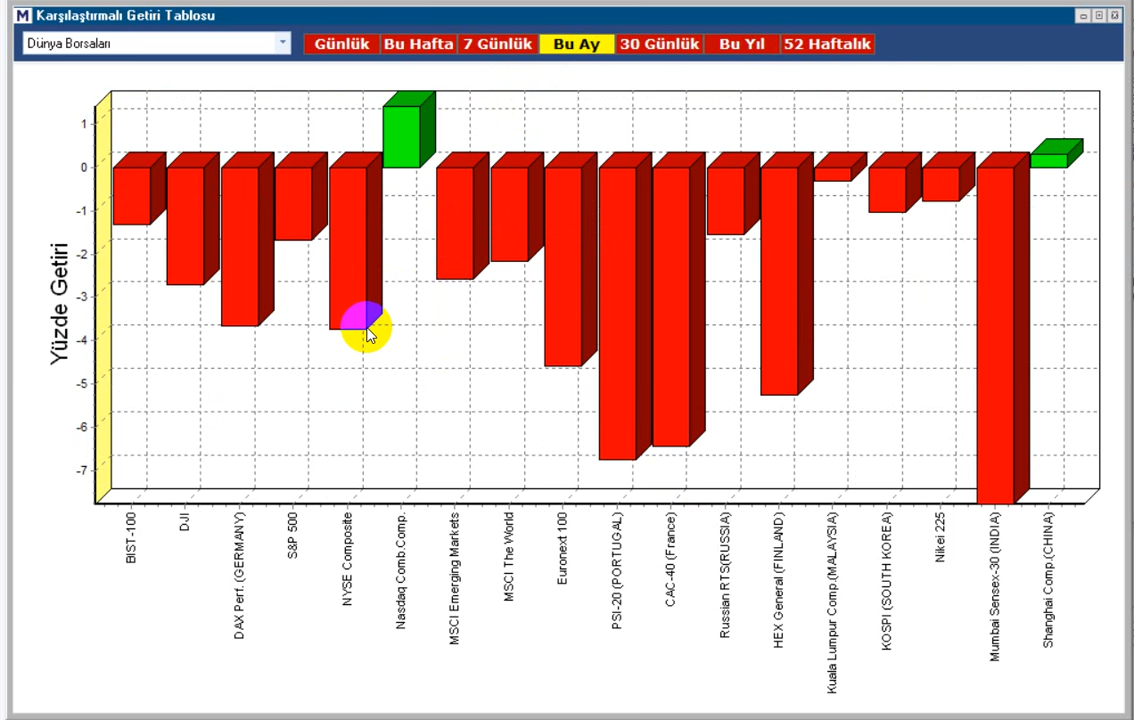 M Karşılaştırmalı Getiri Tablosu
Dünya Borsaları
Günlük Bu Hafta 7 Günlük Bu Ay 30 Günlük Bu Yıl 52 Haftalık
1
0
-1
-2
-3
-4
-5
-6
-7
Yüzde Getiri
BIST-100
DJI
DAX Perf. (GERMANY)
S&P 500
NYSE Composite
Nasdaq Comb.Comp.
MSCI Emerging Markets
MSCI The World
Euronext 100
PSI-20 (PORTUGAL)
CAC-40 (France)
Russian RTS(RUSSIA)
HEX General (FINLAND)
Kuala Lumpur Comp.(MALAYSIA)
KOSPI (SOUTH KOREA)
Nikei 225
Mumbai Sensex-30 (INDIA)
Shanghai Comp.(CHINA)